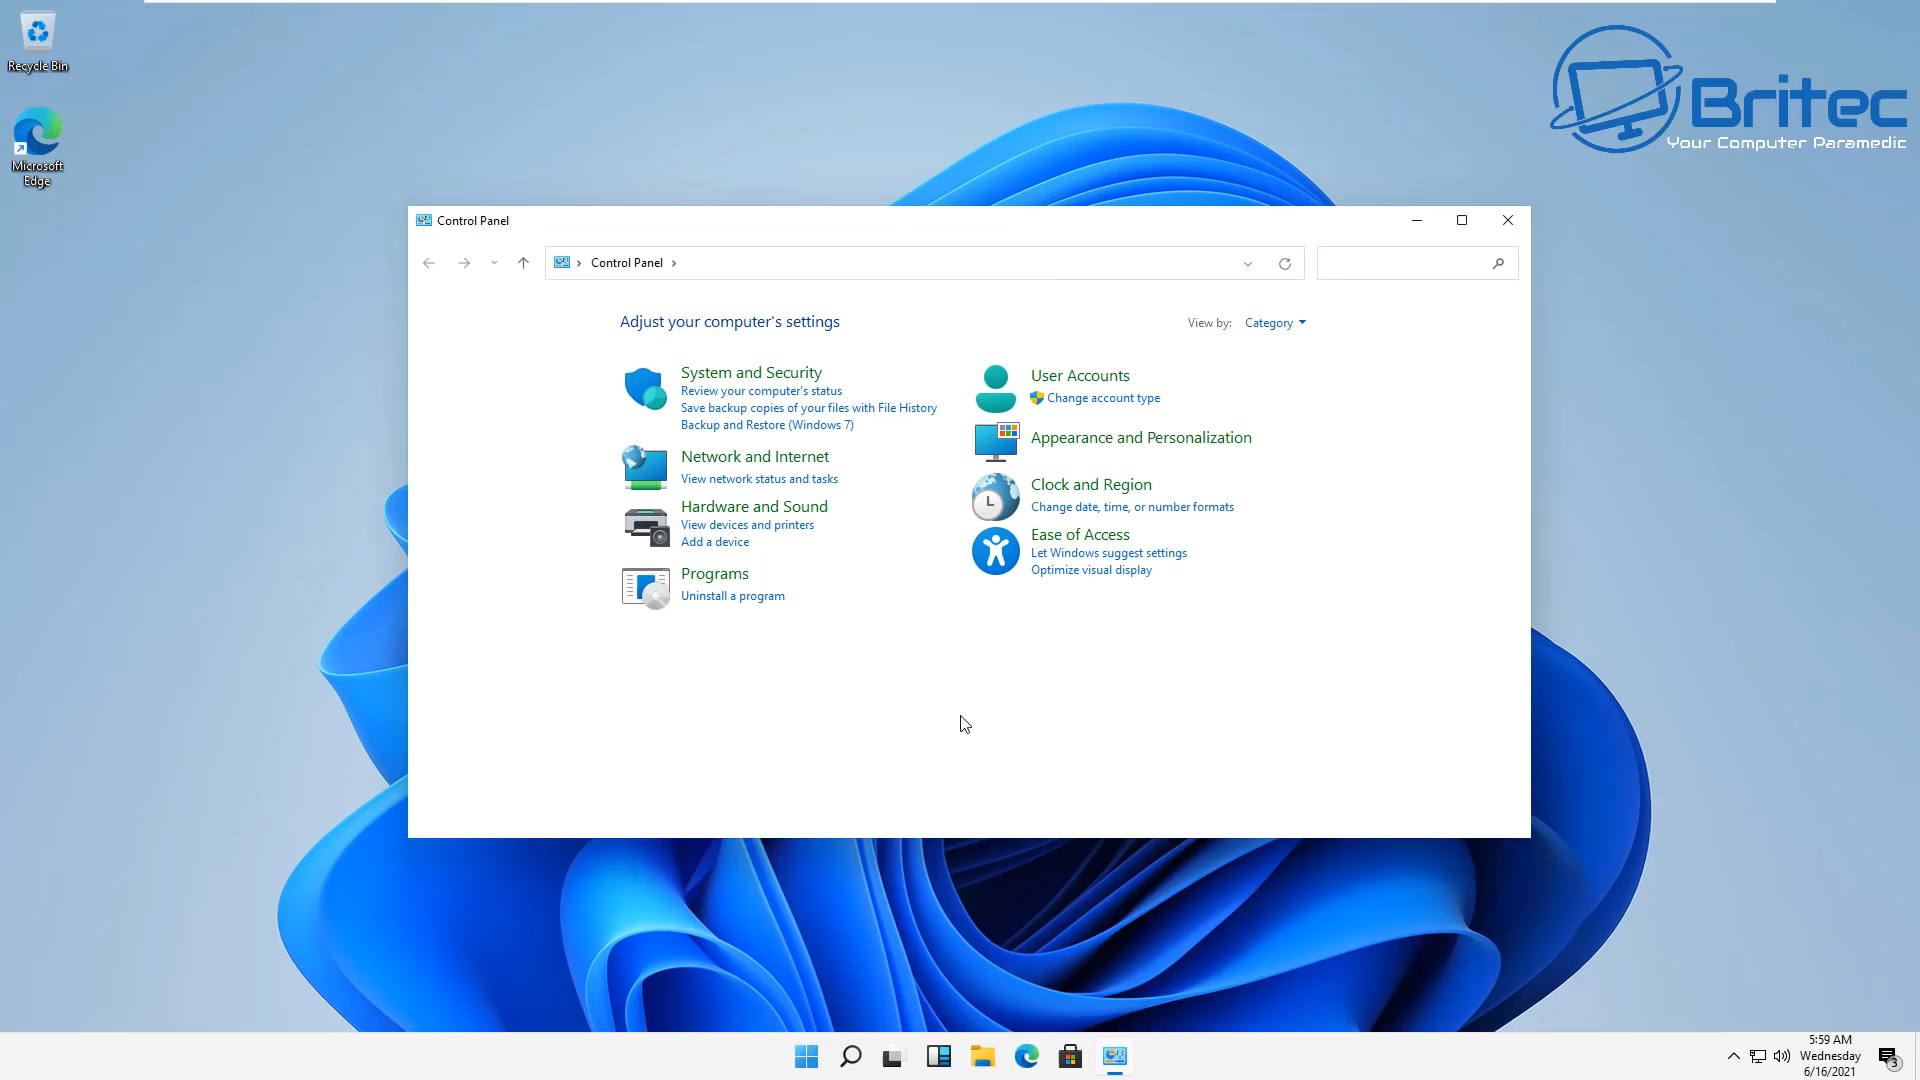 Recycle Bin
Microsoft
Edge
Britec
Your Computer Paramedic
Control Panel
Control Panel
Adjust your computer's settings
View by: Category
System and Security
Review your computer's status
Save backup copies of your files with File History
Backup and Restore (Windows 7)
Network and Internet
View network status and tasks
Hardware and Sound
View devices and printers
Add a device
Programs
Uninstall a program
User Accounts
Change account type
Appearance and Personalization
Clock and Region
Change date, time, or number formats
Ease of Access
Let Windows suggest settings
Optimize visual display
5:59 AM
Wednesday
6/16/2021
3